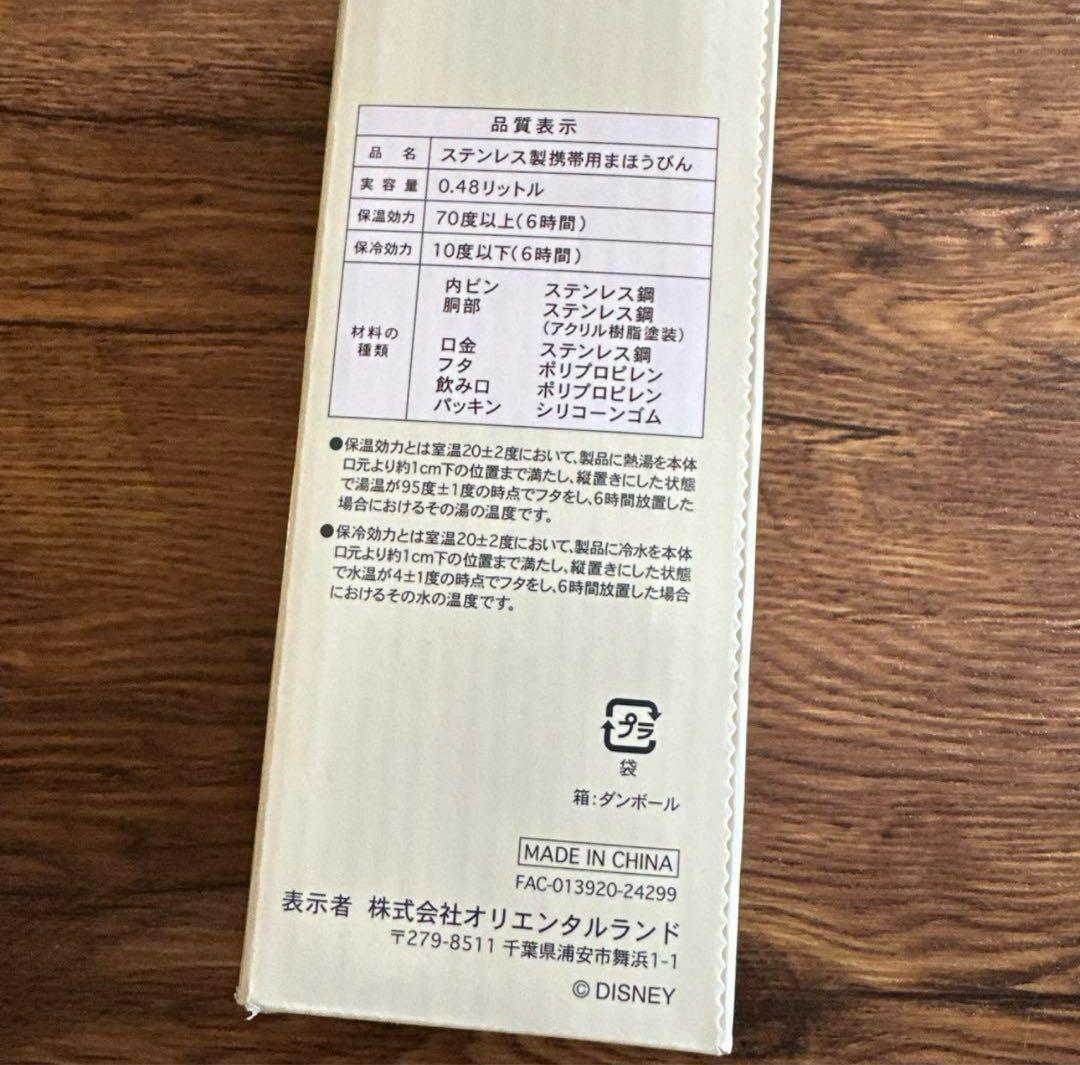 品質表示
品名 ステンレス製携帯用まほうびん
実容量 0.48リットル
保温効力 70度以上(6時間)
保冷効力 10度以下(6時間)
材料の種類
内ビン ステンレス鋼
胴部 ステンレス鋼
(アクリル樹脂塗装)
口金 ステンレス鋼
フタ ポリプロピレン
飲み口 ポリプロピレン
パッキン シリコーンゴム
●保温効力とは室温20±2度において、製品に熱湯を本体
口元より約1cm下の位置まで満たし、縦置きにした状態
で湯温が95度±1度の時点でフタをし、6時間放置した
場合におけるその湯の温度です。
●保冷効力とは室温20±2度において、製品に冷水を本体
口元より約1cm下の位置まで満たし、縦置きにした状態
で水温が4±1度の時点でフタをし、6時間放置した場合
におけるその水の温度です。
プラ
袋
箱:ダンボール
MADE IN CHINA
FAC-013920-24299
表示者 株式会社オリエンタルランド
〒279-8511 千葉県浦安市舞浜1-1
© DISNEY